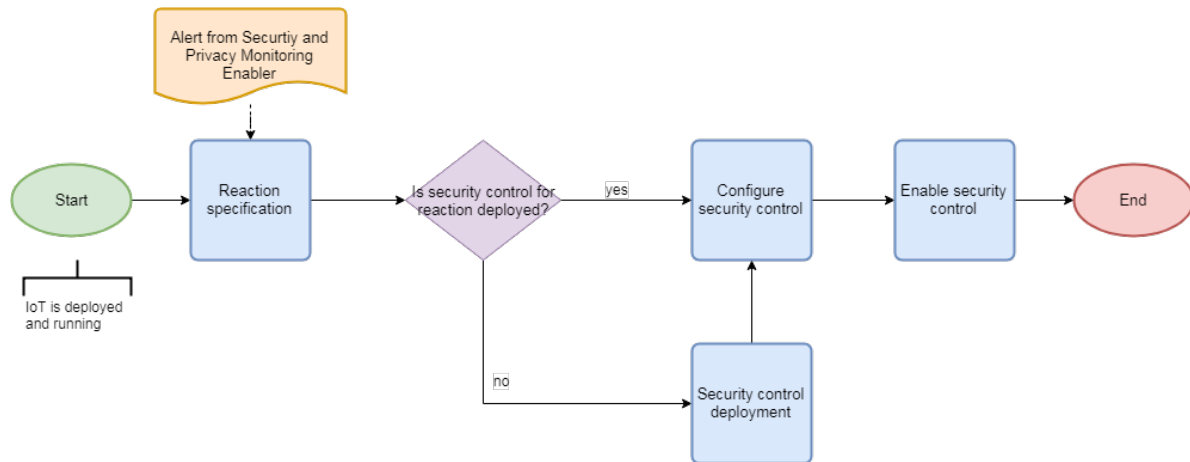 Alert from Securtiy and
Privacy Monitoring
Enabler
Start
Reaction
specification
Is security control for
reaction deployed?
yes
Configure
security control
Enable security
control
End
IoT is deployed
and running
no
Security control
deployment